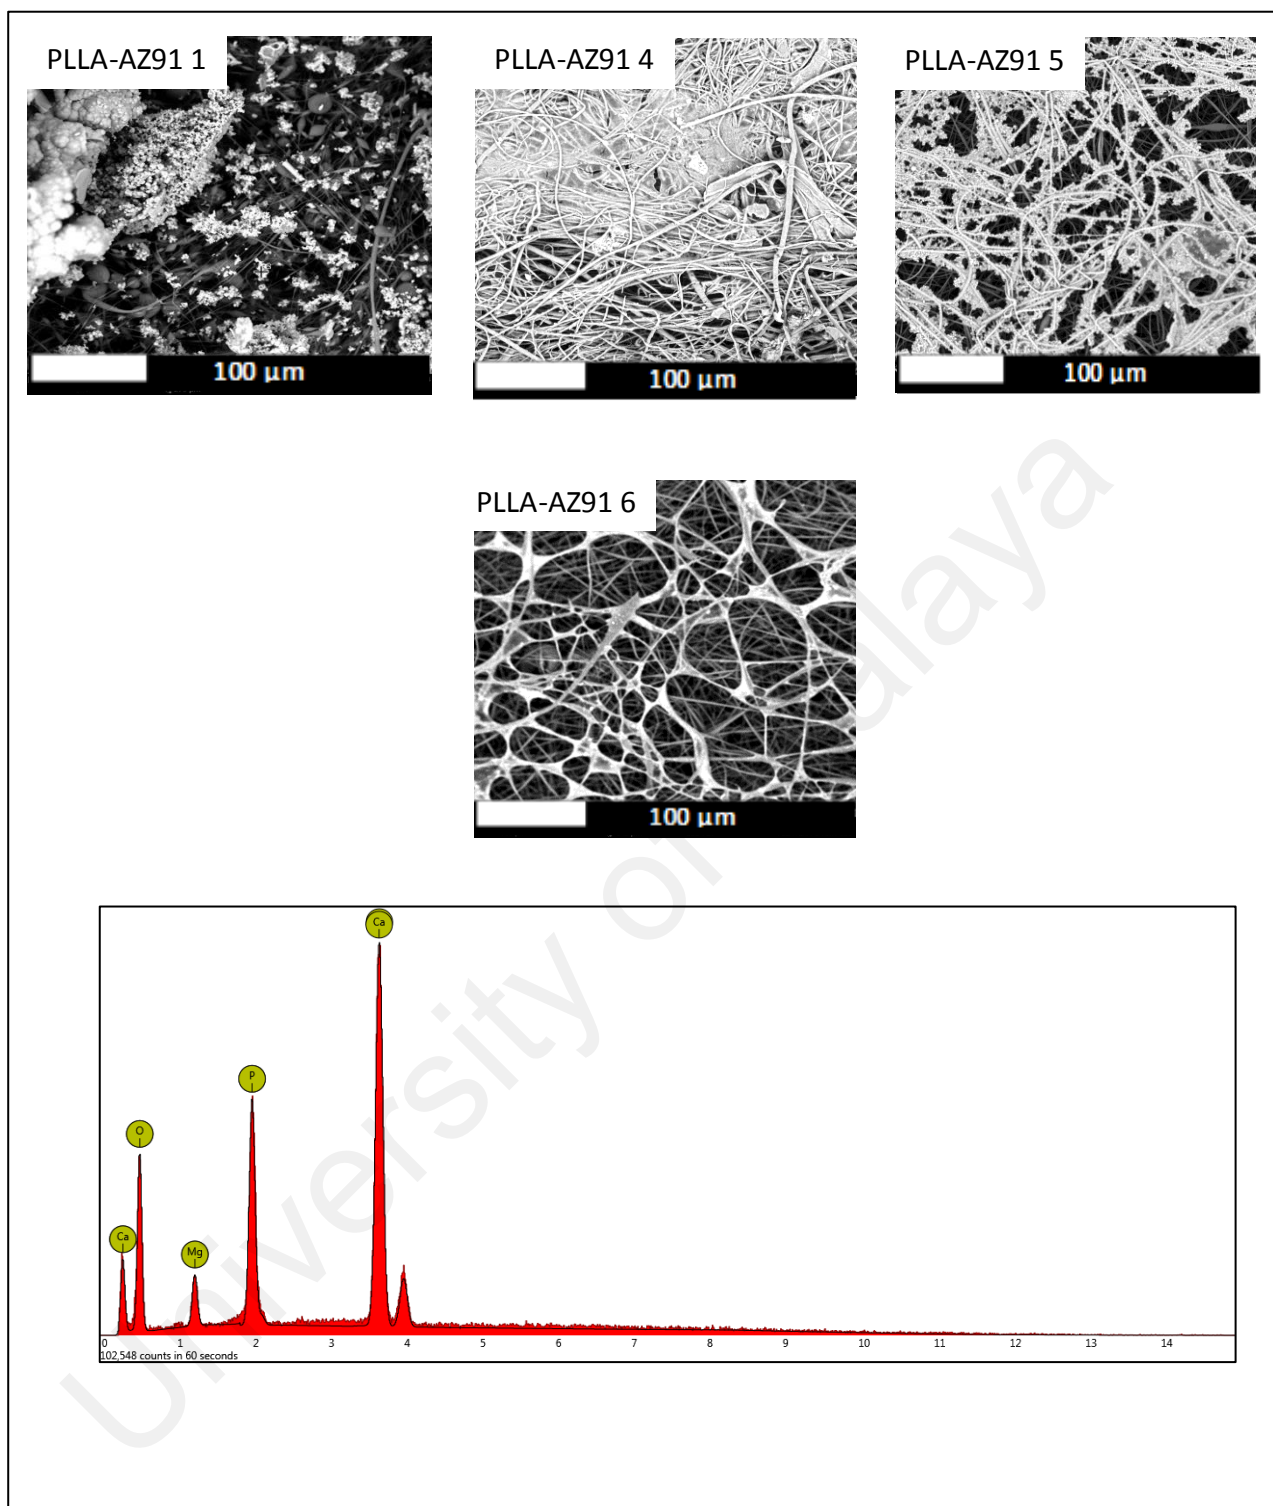 PLLA-AZ91 1
PLLA-AZ91 4
PLLA-AZ91 5
100 µm
100 µm
100 µm
PLLA-AZ91 6
100 µm
University of Malaya
Ca
P
O
Ca
Mg
0 1 2 3 4 5 6 7 8 9 10 11 12 13 14
102,548 counts in 60 seconds